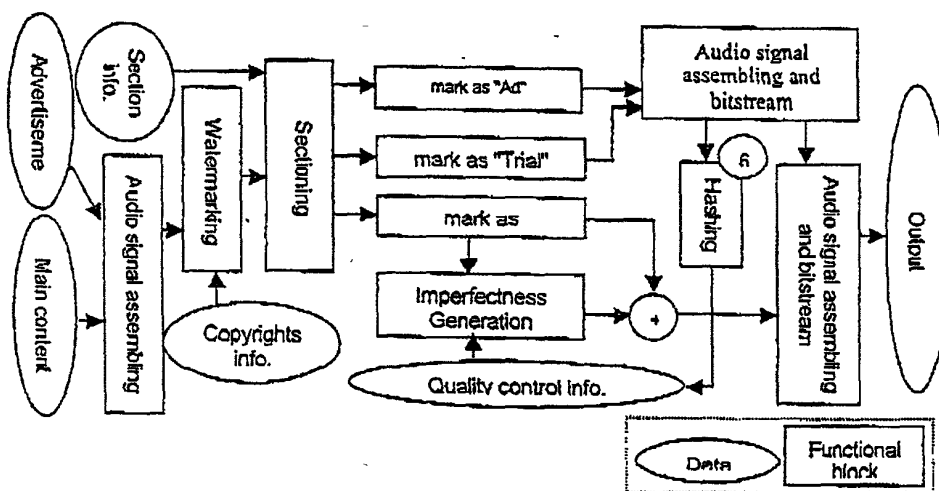 Advertiseme
Main content
Section
info.
Audio signal assembling
Watermarking
Copyrights
info.
Sectioning
mark as "Ad"
mark as "Trial"
mark as
Imperfectness
Generation
Quality control info.
+
Audio signal
assembling and
bitstream
Hashing
6
Audio signal assembling
and bitstream
Output
Data
Functional
block